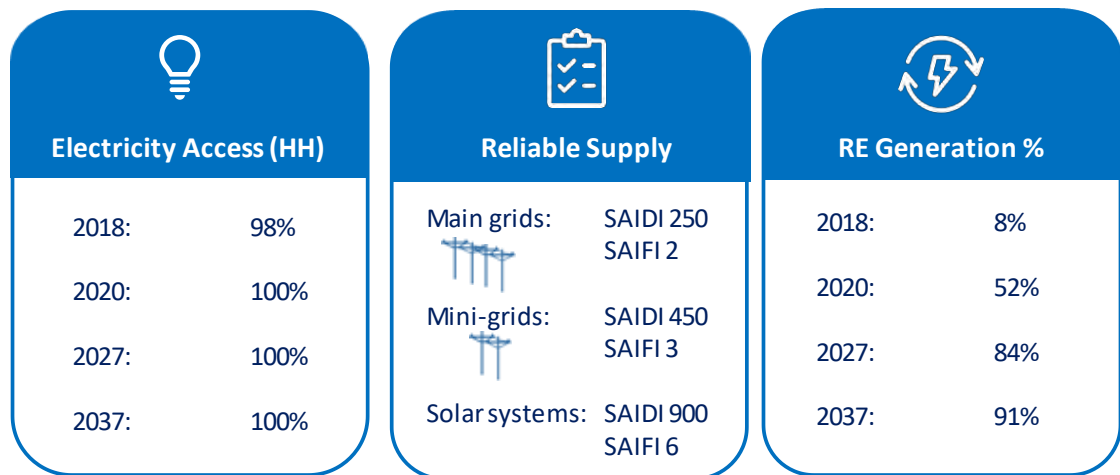 Electricity Access (HH)
2018: 98%
2020: 100%
2027: 100%
2037: 100%
Reliable Supply
Main grids: SAIDI 250
SAIFI 2
Mini-grids: SAIDI 450
SAIFI 3
Solar systems: SAIDI 900
SAIFI 6
RE Generation %
2018: 8%
2020: 52%
2027: 84%
2037: 91%